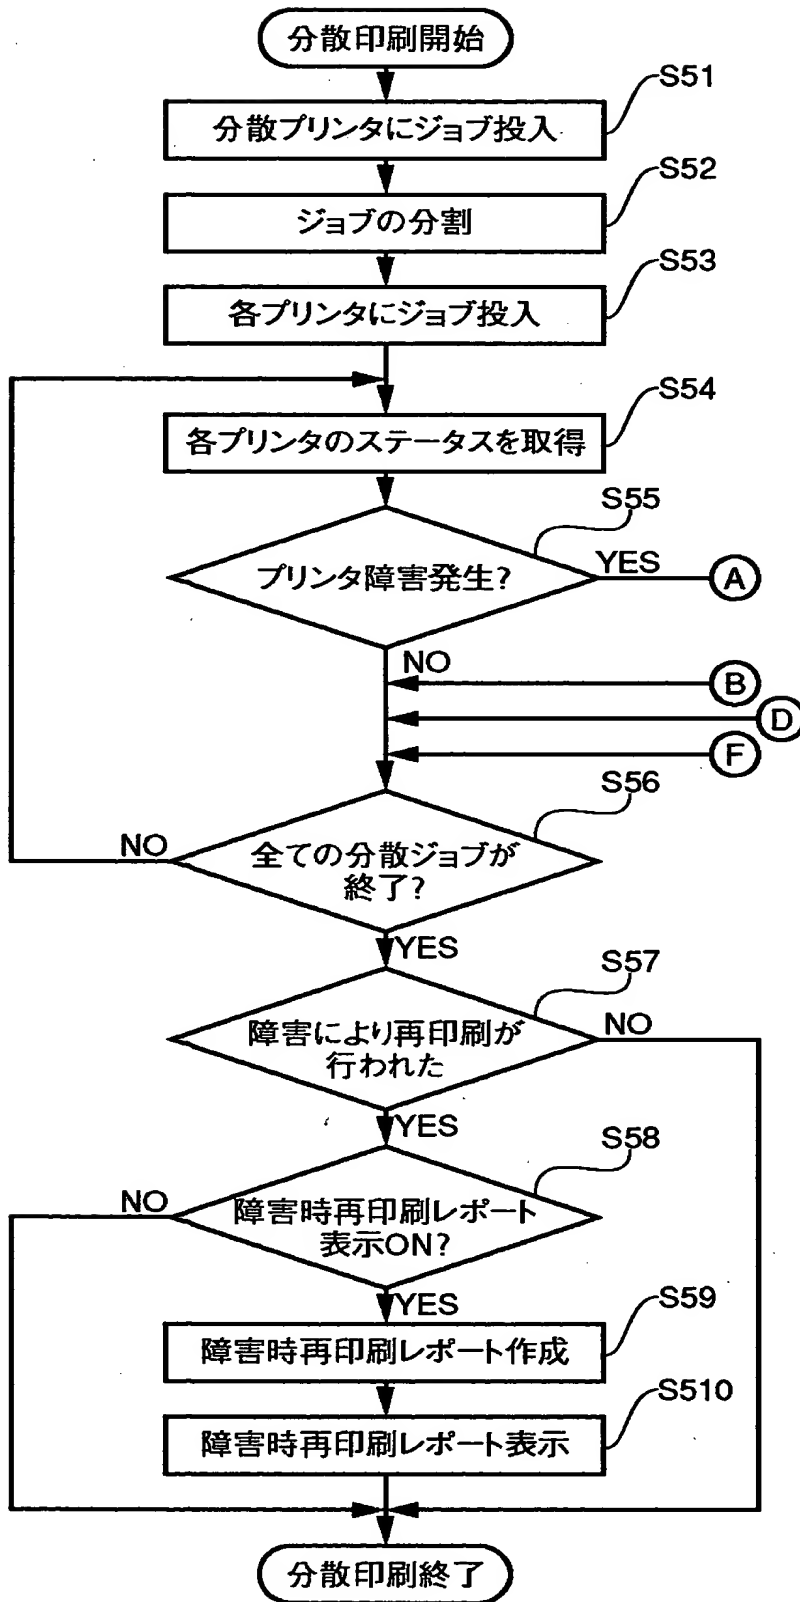 分散印刷開始
S51
分散プリンタにジョブ投入
S52
ジョブの分割
S53
各プリンタにジョブ投入
S54
各プリンタのステータスを取得
S55
プリンタ障害発生?
YES
A
NO
B
D
F
S56
全ての分散ジョブが
終了?
NO
YES
S57
障害により再印刷が
行われた
NO
YES
S58
障害時再印刷レポート
表示ON?
NO
YES
S59
障害時再印刷レポート作成
S510
障害時再印刷レポート表示
分散印刷終了